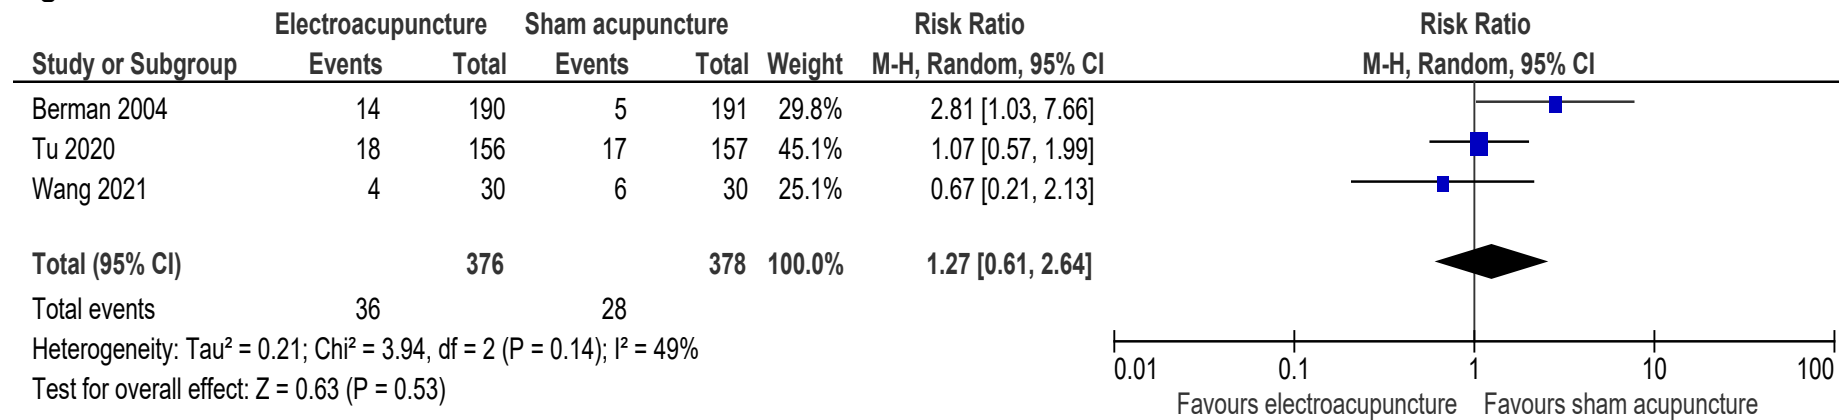 Electroacupuncture Sham acupuncture Risk Ratio Risk Ratio
Study or Subgroup Events Total Events Total Weight M-H, Random, 95% CI M-H, Random, 95% CI
Berman 2004 14 190 5 191 29.8% 2.81 [1.03, 7.66]
Tu 2020 18 156 17 157 45.1% 1.07 [0.57, 1.99]
Wang 2021 4 30 6 30 25.1% 0.67 [0.21, 2.13]
Total (95% CI) 376 378 100.0% 1.27 [0.61, 2.64]
Total events 36 28
Heterogeneity: Tau² = 0.21; Chi² = 3.94, df = 2 (P = 0.14); I² = 49%
Test for overall effect: Z = 0.63 (P = 0.53)
0.01 0.1 1 10 100
Favours electroacupuncture Favours sham acupuncture